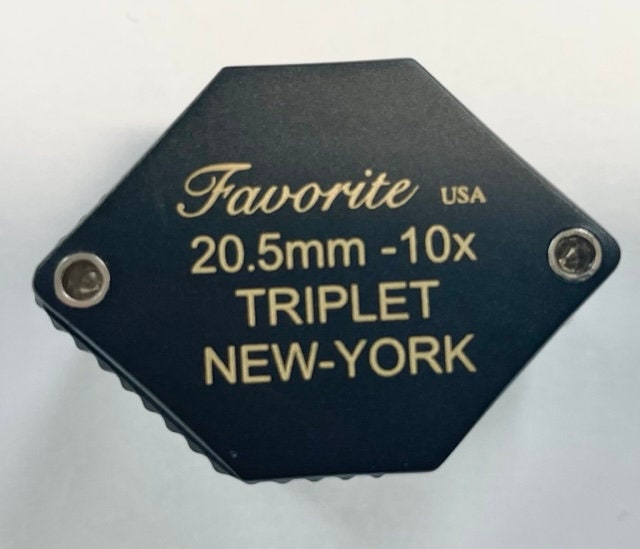 Favorite USA
20.5mm -10x
TRIPLET
NEW-YORK